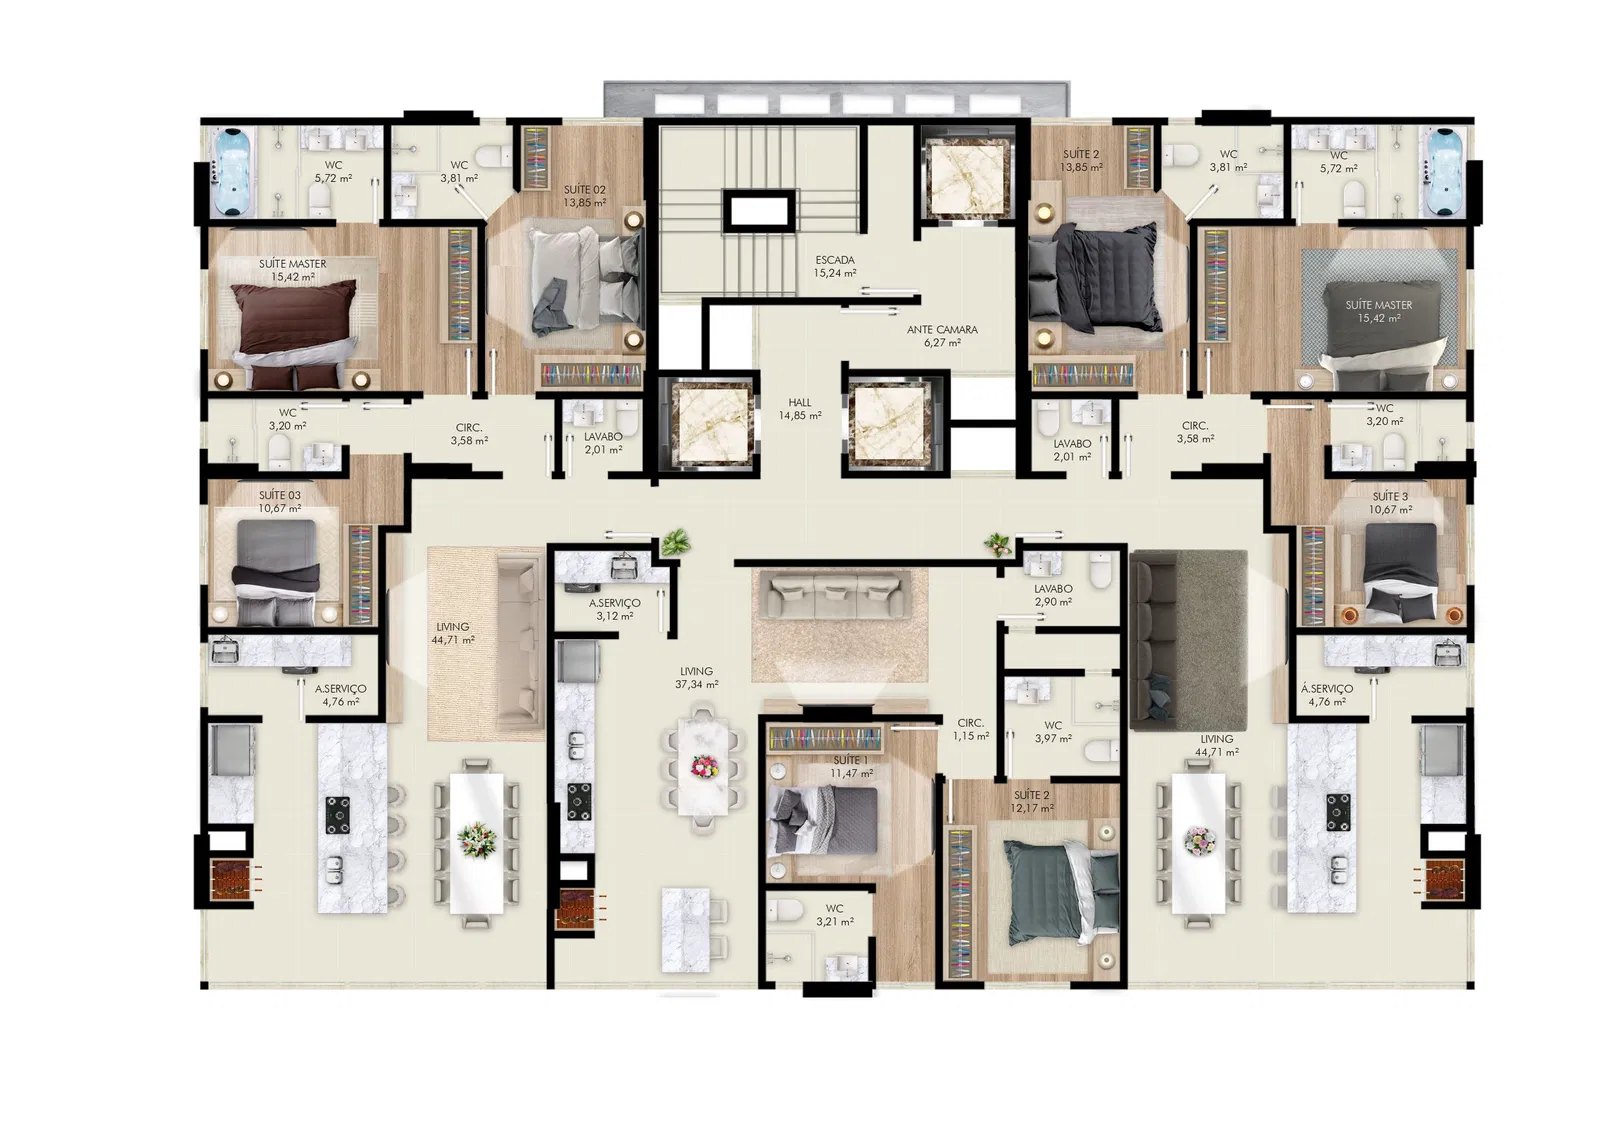 WC
5,72 m²
WC
3,81 m²
SUÍTE 02
13,85 m²
SUÍTE 2
13,85 m²
WC
3,81 m²
WC
5,72 m²
SUÍTE MASTER
15,42 m²
ESCADA
15,24 m²
SUÍTE MASTER
15,42 m²
ANTE CAMARA
6,27 m²
WC
3,20 m²
CIRC.
3,58 m²
LAVABO
2,01 m²
HALL
14,85 m²
LAVABO
2,01 m²
CIRC.
3,58 m²
WC
3,20 m²
SUÍTE 03
10,67 m²
SUÍTE 3
10,67 m²
LIVING
44,71 m²
A.SERVIÇO
3,12 m²
LAVABO
2,90 m²
A.SERVIÇO
4,76 m²
LIVING
37,34 m²
Á.SERVIÇO
4,76 m²
CIRC.
1,15 m²
WC
3,97 m²
LIVING
44,71 m²
SUÍTE 1
11,47 m²
SUÍTE 2
12,17 m²
WC
3,21 m²